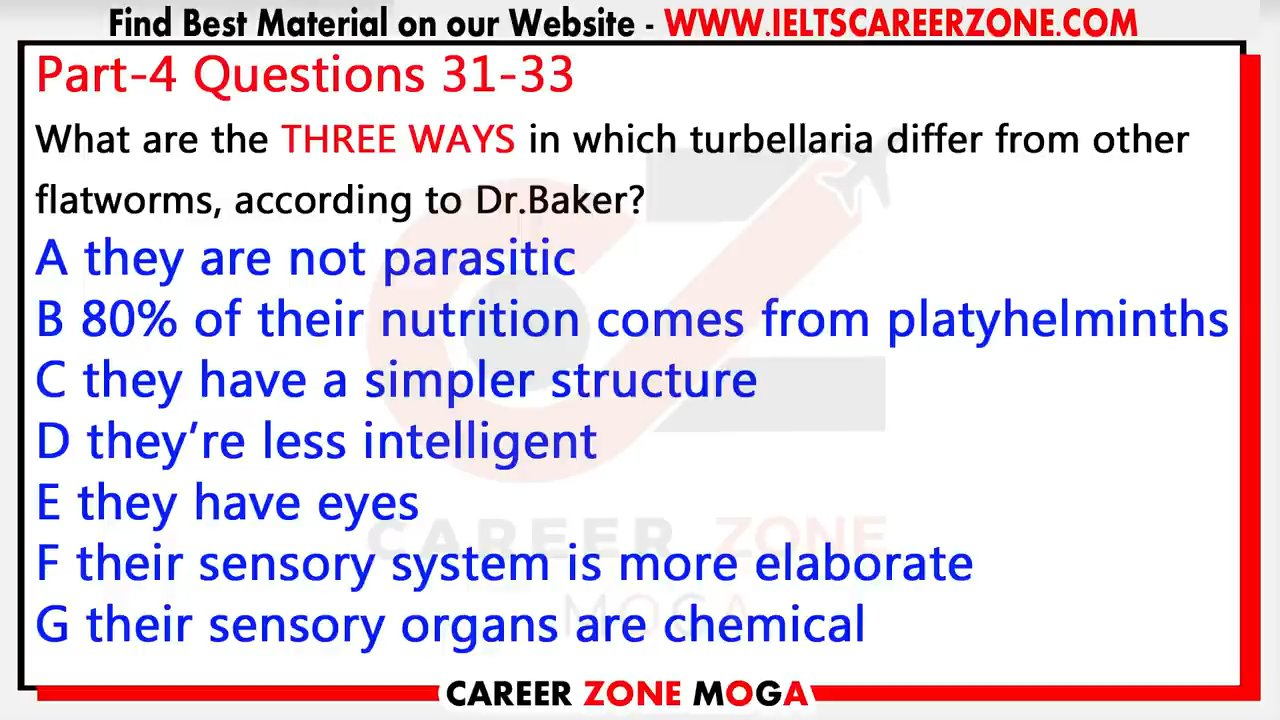 Find Best Material on our Website - WWW.IELTSCAREERZONE.COM
Part-4 Questions 31-33
What are the THREE WAYS in which turbellaria differ from other
flatworms, according to Dr.Baker?
A they are not parasitic
B 80% of their nutrition comes from platyhelminths
C they have a simpler structure
D they’re less intelligent
E they have eyes
CAREER ZONE
F their sensory system is more elaborate
MOGA
G their sensory organs are chemical
CAREER ZONE MOGA